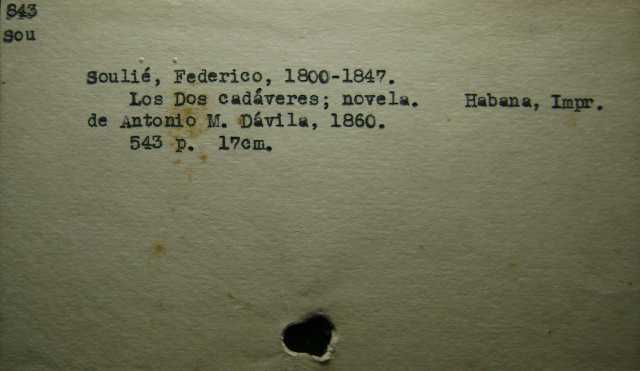 843
Sou
Soulié, Federico, 1800-1847.
Los Dos cadáveres; novela. Habana, Impr.
de Antonio M. Dávila, 1860.
543 p. 17cm.